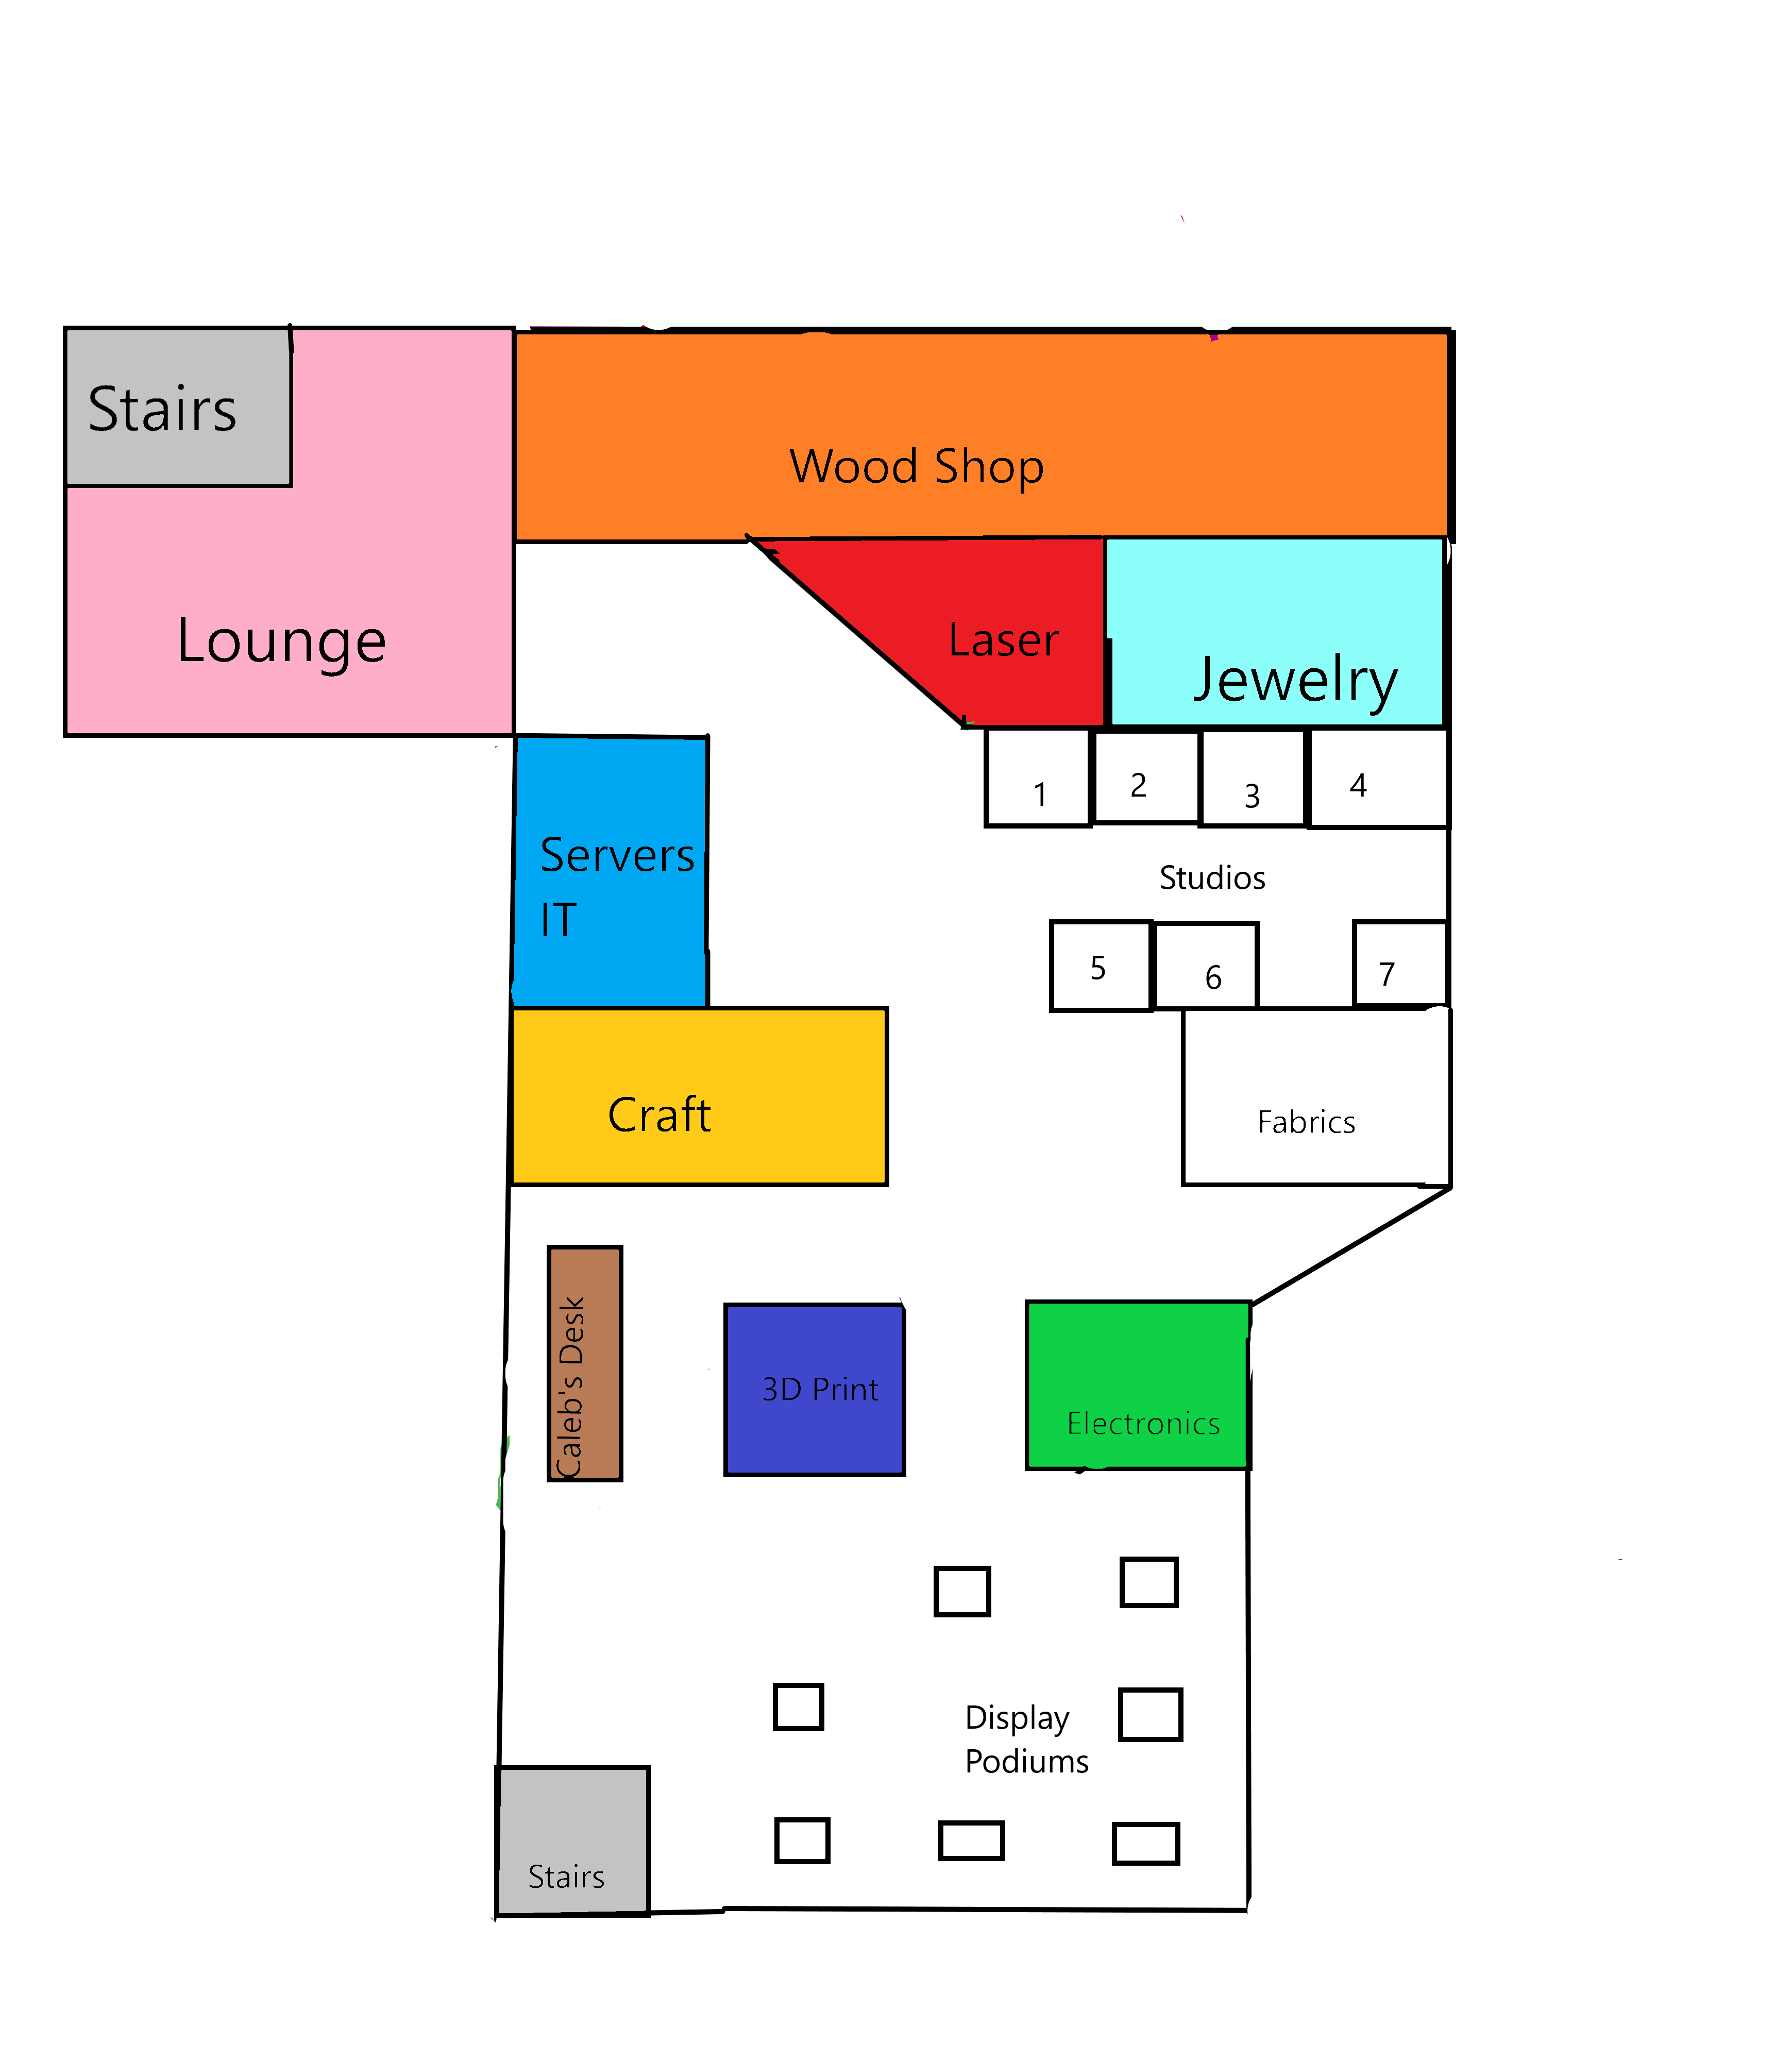 Stairs
Wood Shop
Lounge
Laser
Jewelry
1
2
3
4
Servers
IT
Studios
5
6
7
Craft
Fabrics
Caleb's Desk
3D Print
Electronics
Display
Podiums
Stairs